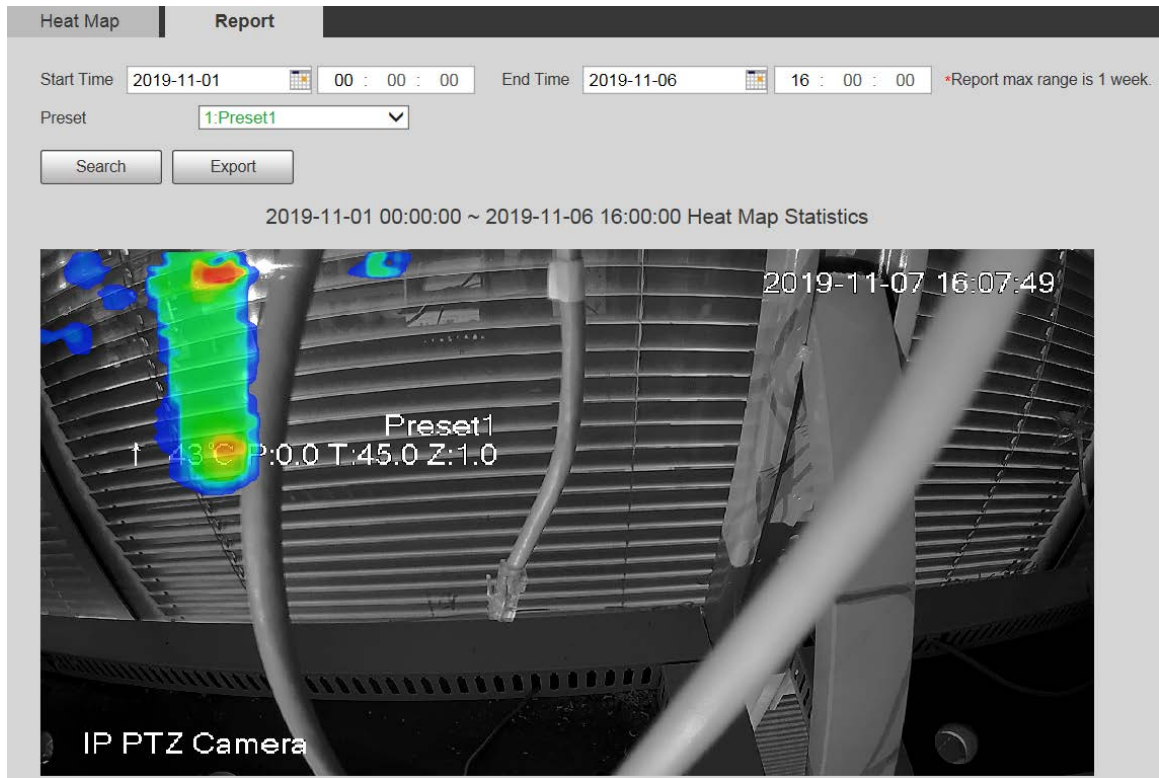 Heat Map Report
Start Time 2019-11-01 00 : 00 : 00 End Time 2019-11-06 16 : 00 : 00 *Report max range is 1 week.
Preset 1:Preset1
Search Export
2019-11-01 00:00:00 ~ 2019-11-06 16:00:00 Heat Map Statistics
2019-11-07 16:07:49
Preset1
↑ 43°C P:0.0 T:45.0 Z:1.0
IP PTZ Camera